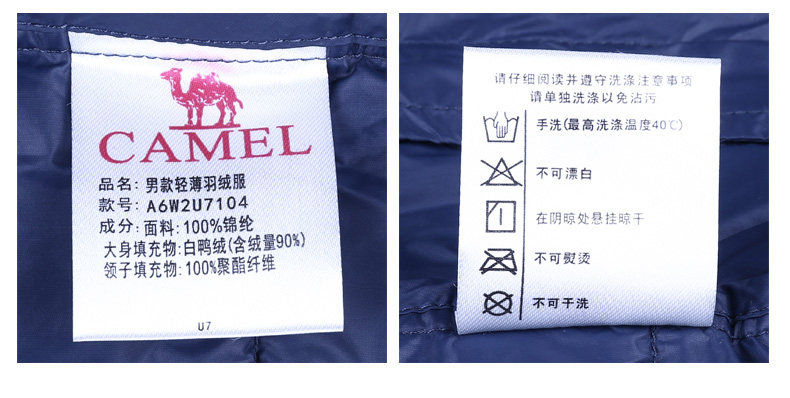 CAMEL
品名: 男款轻薄羽绒服
款号: A6W2U7104
成分: 面料:100%锦纶
大身填充物:白鸭绒(含绒量90%)
领子填充物:100%聚酯纤维
U7
请仔细阅读并遵守洗涤注意事项
请单独洗涤以免沾污
手洗(最高洗涤温度40℃)
不可漂白
在阴晾处悬挂晾干
不可熨烫
不可干洗